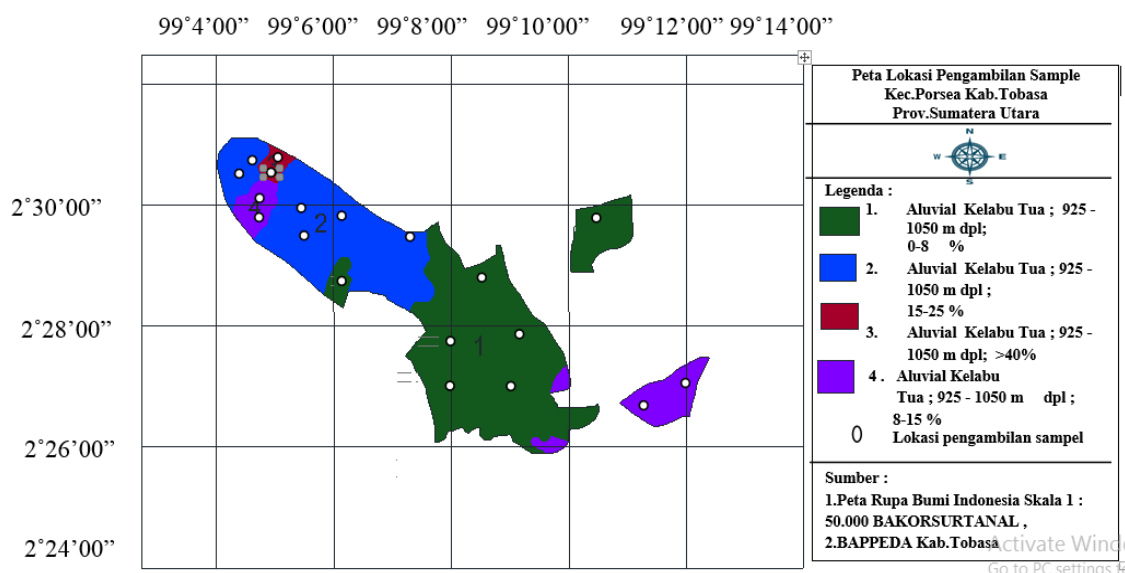 99˚4’00” 99˚6’00” 99˚8’00” 99˚10’00” 99˚12’00” 99˚14’00”
2˚30’00”
2˚28’00”
2˚26’00”
2˚24’00”
4
2
1
Peta Lokasi Pengambilan Sample
Kec.Porsea Kab.Tobasa
Prov.Sumatera Utara
N
W E
S
Legenda :
1. Aluvial Kelabu Tua ; 925 -
1050 m dpl;
0-8 %
2. Aluvial Kelabu Tua ; 925 -
1050 m dpl ;
15-25 %
3. Aluvial Kelabu Tua ; 925 -
1050 m dpl; >40%
4 . Aluvial Kelabu
Tua ; 925 - 1050 m dpl ;
8-15 %
0 Lokasi pengambilan sampel
Sumber :
1.Peta Rupa Bumi Indonesia Skala 1 :
50.000 BAKORSURTANAL ,
2.BAPPEDA Kab.Tobasa
Activate Wind
Go to PC settings